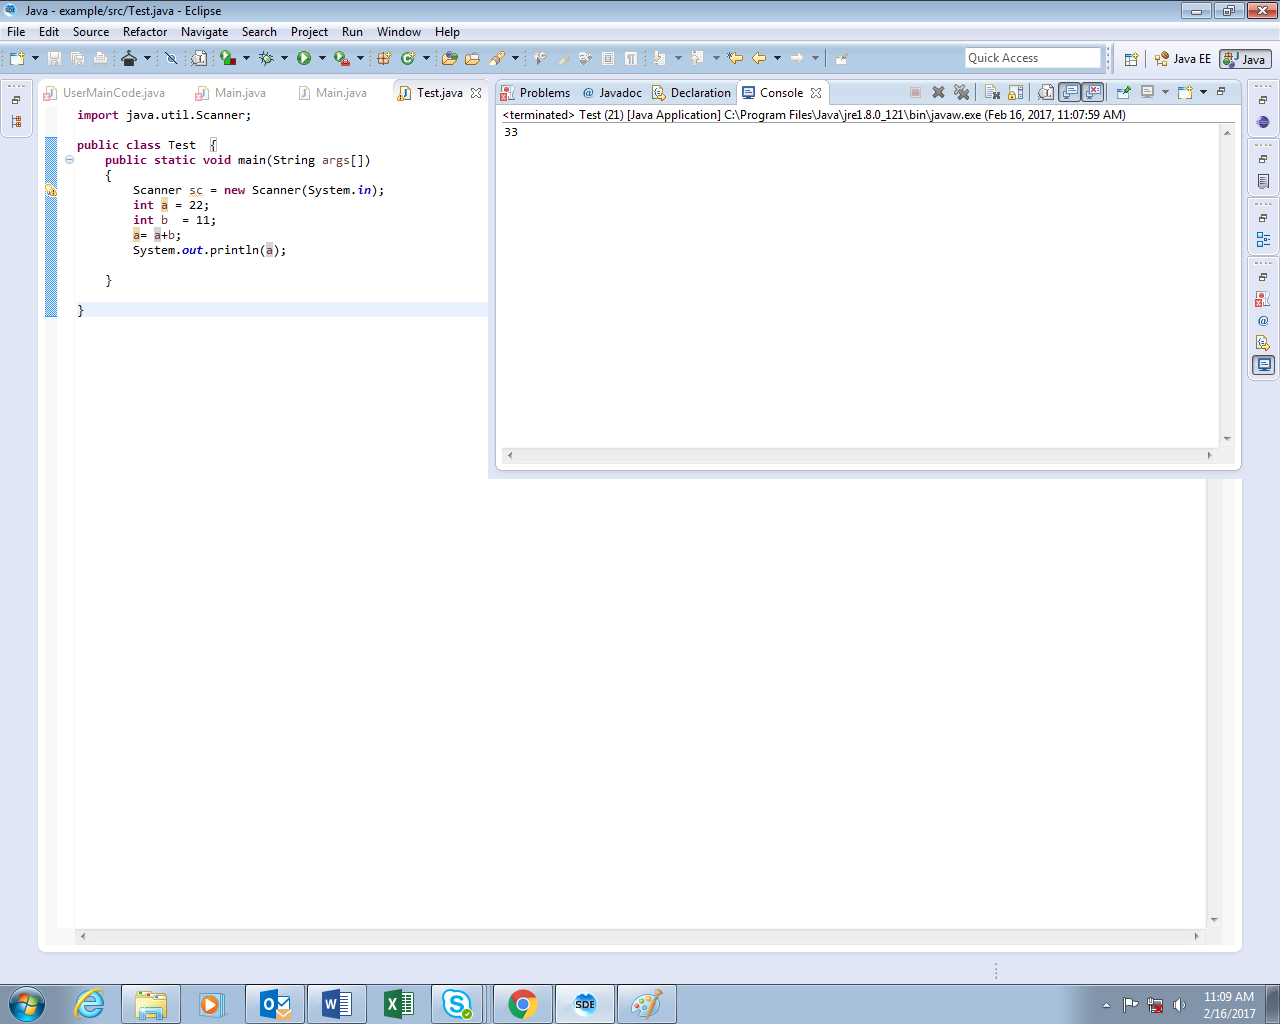 Java - example/src/Test.java - Eclipse
File Edit Source Refactor Navigate Search Project Run Window Help
Quick Access
Java EE
Java
UserMainCode.java Main.java Main.java Test.java
import java.util.Scanner;
public class Test {
public static void main(String args[])
{
Scanner sc = new Scanner(System.in);
int a = 22;
int b = 11;
a= a+b;
System.out.println(a);
}
}
Problems @ Javadoc Declaration Console
<terminated> Test (21) [Java Application] C:\Program Files\Java\jre1.8.0_121\bin\javaw.exe (Feb 16, 2017, 11:07:59 AM)
33
SDE
11:09 AM
2/16/2017